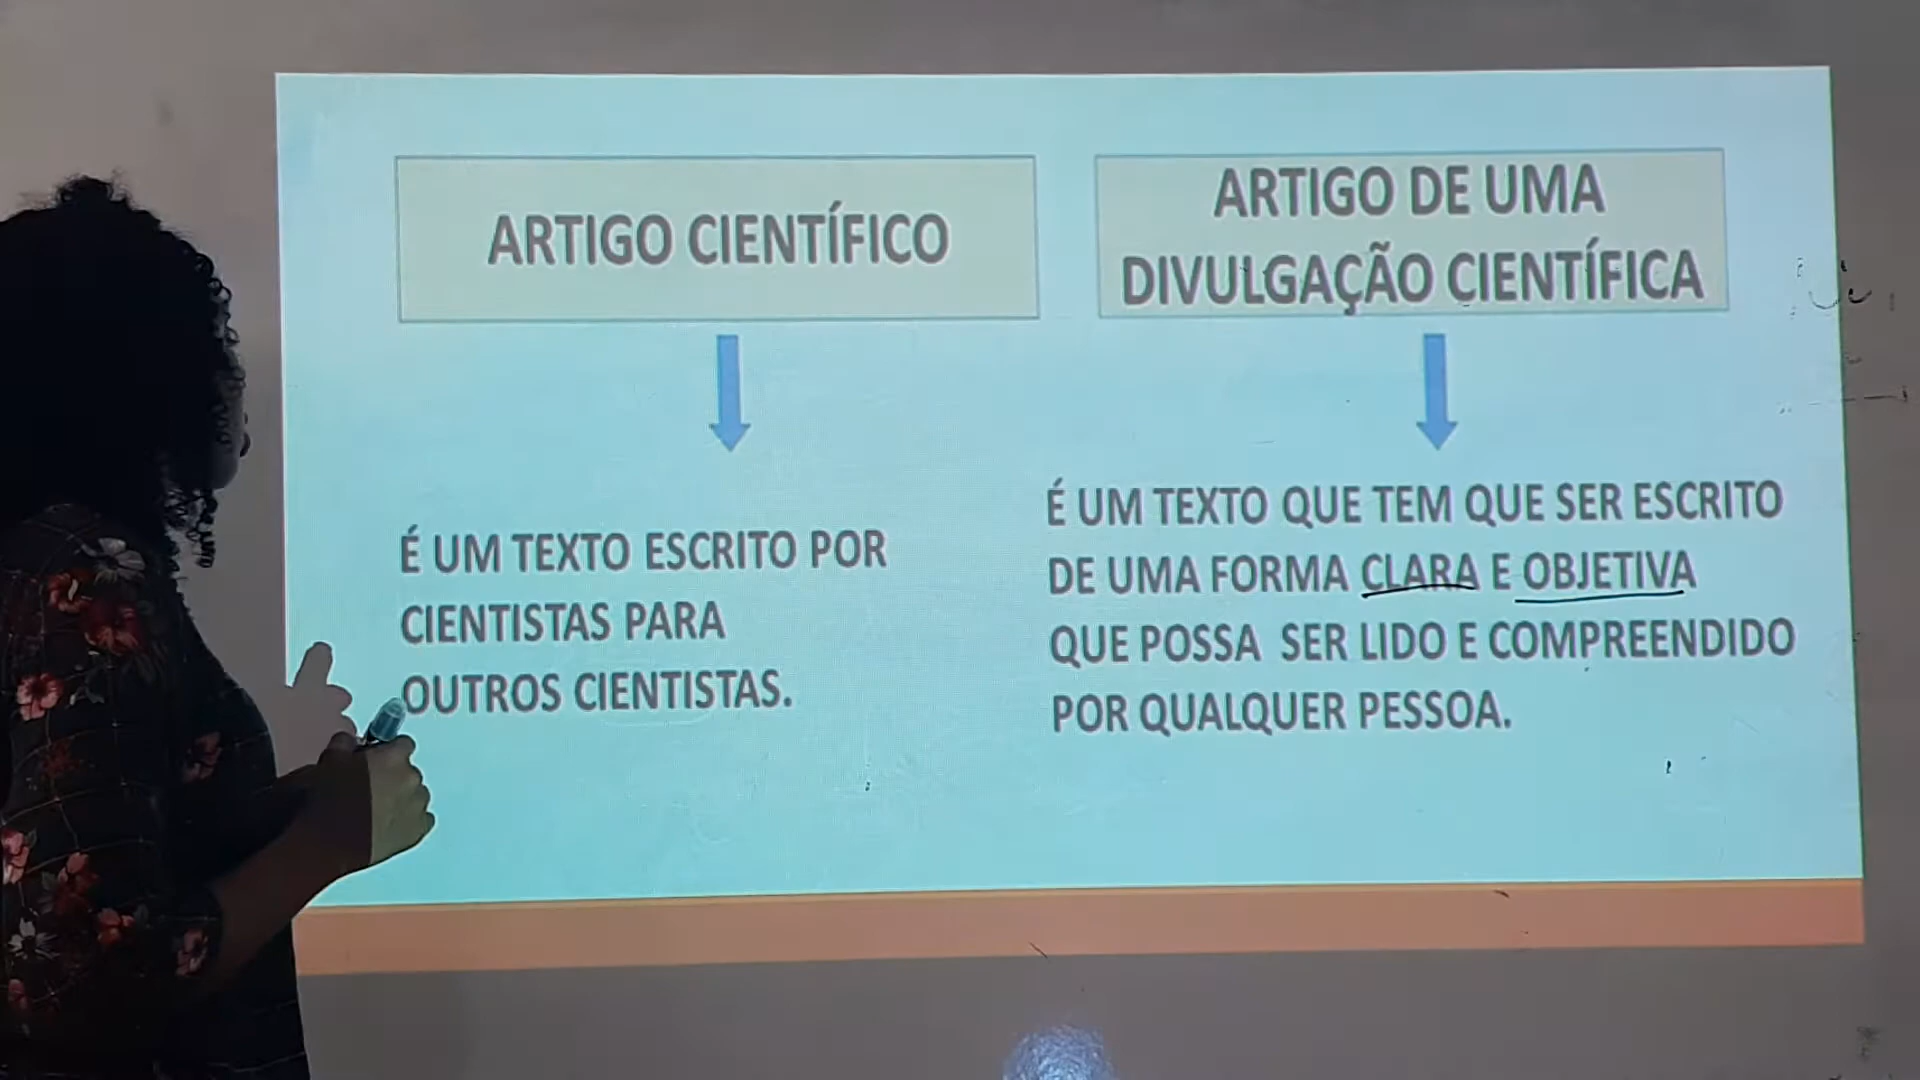 ARTIGO CIENTÍFICO
É UM TEXTO ESCRITO POR
CIENTISTAS PARA
OUTROS CIENTISTAS.
ARTIGO DE UMA
DIVULGAÇÃO CIENTÍFICA
É UM TEXTO QUE TEM QUE SER ESCRITO
DE UMA FORMA CLARA E OBJETIVA
QUE POSSA SER LIDO E COMPREENDIDO
POR QUALQUER PESSOA.